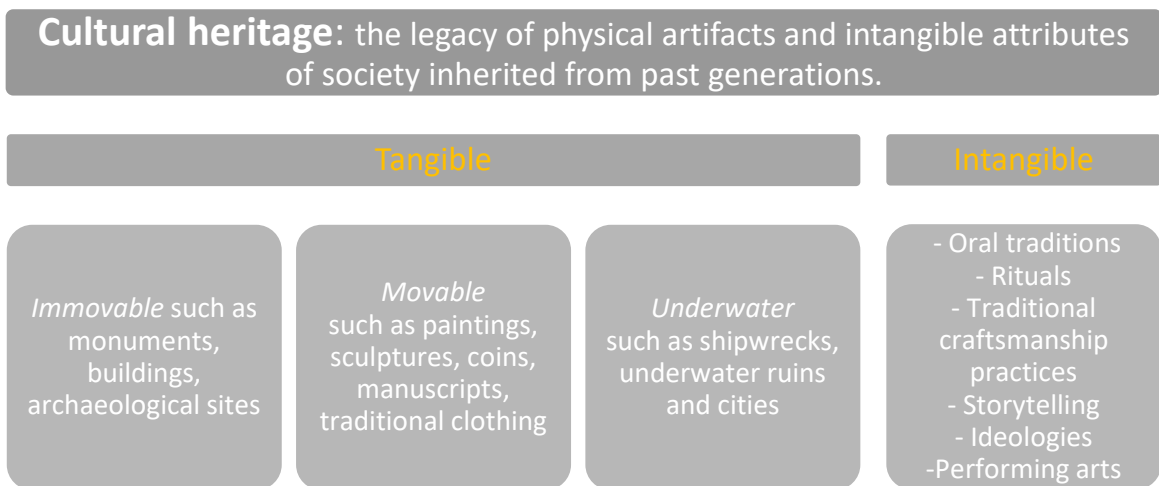 Cultural heritage: the legacy of physical artifacts and intangible attributes
of society inherited from past generations.
Tangible
Intangible
Immovable such as
monuments,
buildings,
archaeological sites
Movable
such as paintings,
sculptures, coins,
manuscripts,
traditional clothing
Underwater
such as shipwrecks,
underwater ruins
and cities
- Oral traditions
- Rituals
- Traditional
craftsmanship
practices
- Storytelling
- Ideologies
-Performing arts